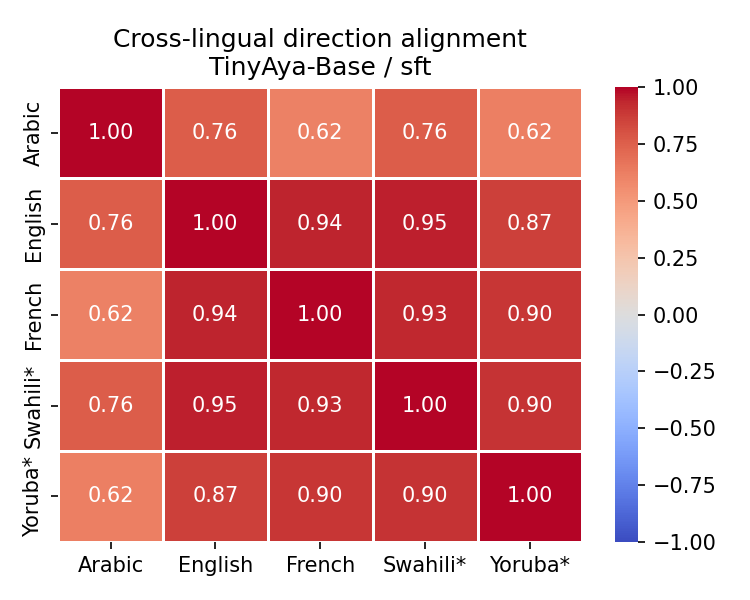 Cross-lingual direction alignment
TinyAya-Base / sft
Arabic 1.00 0.76 0.62 0.76 0.62
English 0.76 1.00 0.94 0.95 0.87
French 0.62 0.94 1.00 0.93 0.90
Swahili* 0.76 0.95 0.93 1.00 0.90
Yoruba* 0.62 0.87 0.90 0.90 1.00
Arabic English French Swahili* Yoruba*
1.00
0.75
0.50
0.25
0.00
−0.25
−0.50
−0.75
−1.00